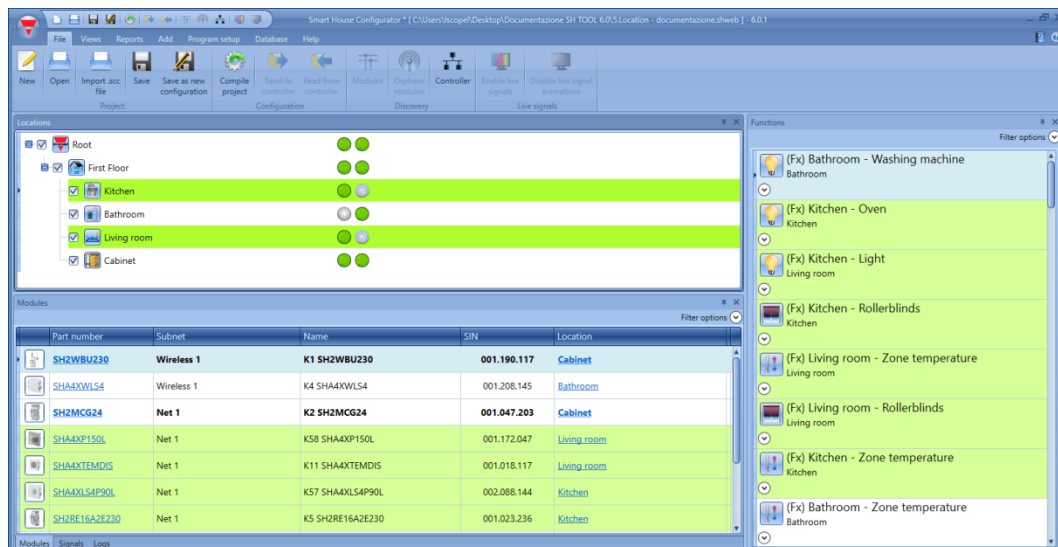 Smart House Configurator * [ C:\Users\lscopel\Desktop\Documentazione SH TOOL 6.0\5.Location - documentazione.shweb ] - 6.0.1
File Views Reports Add Program setup Database Help
New Open Import .scc file Save Save as new configuration Compile project Send to controller Read from controller Modules Orphans modules Controller Enable live signals Disable live signal animations
Project Configuration Discovery Live signals
Locations
Root
First Floor
Kitchen
Bathroom
Living room
Cabinet
Modules
Filter options
Part number Subnet Name SIN Location
SH2WBU230 Wireless 1 K1 SH2WBU230 001.190.117 Cabinet
SHA4XWLS4 Wireless 1 K4 SHA4XWLS4 001.208.145 Bathroom
SH2MCG24 Net 1 K2 SH2MCG24 001.047.203 Cabinet
SHA4XP150L Net 1 K58 SHA4XP150L 001.172.047 Living room
SHA4XTEMDIS Net 1 K11 SHA4XTEMDIS 001.018.117 Living room
SHA4XLS4P90L Net 1 K57 SHA4XLS4P90L 002.088.144 Kitchen
SH2RE16A2E230 Net 1 K5 SH2RE16A2E230 001.023.236 Kitchen
Modules Signals Logs
Functions
Filter options
(Fx) Bathroom - Washing machine
Bathroom
(Fx) Kitchen - Oven
Kitchen
(Fx) Kitchen - Light
Living room
(Fx) Kitchen - Rollerblinds
Kitchen
(Fx) Living room - Zone temperature
Living room
(Fx) Living room - Rollerblinds
Living room
(Fx) Kitchen - Zone temperature
Kitchen
(Fx) Bathroom - Zone temperature
Bathroom